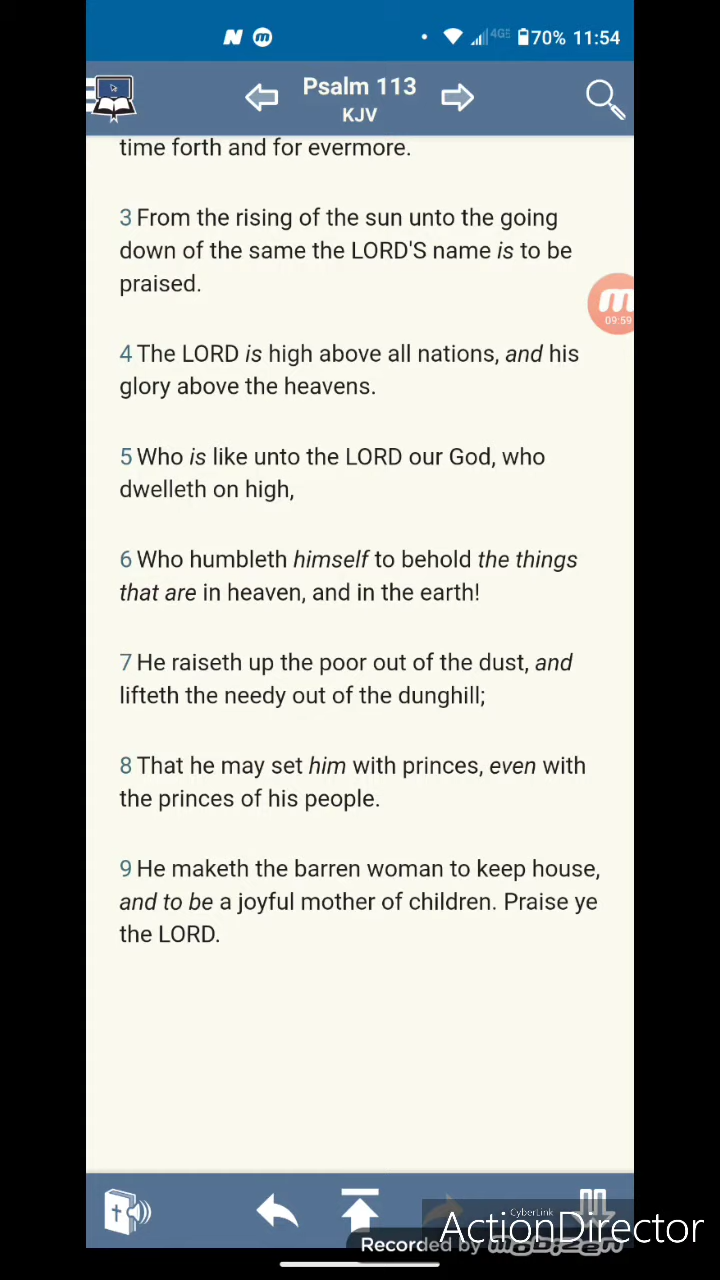 70% 11:54
Psalm 113
KJV
time forth and for evermore.
3 From the rising of the sun unto the going
down of the same the LORD'S name is to be
praised.
09:59
4 The LORD is high above all nations, and his
glory above the heavens.
5 Who is like unto the LORD our God, who
dwelleth on high,
6 Who humbleth himself to behold the things
that are in heaven, and in the earth!
7 He raiseth up the poor out of the dust, and
lifteth the needy out of the dunghill;
8 That he may set him with princes, even with
the princes of his people.
9 He maketh the barren woman to keep house,
and to be a joyful mother of children. Praise ye
the LORD.
CyberLink
ActionDirector
Recorded by mobizen